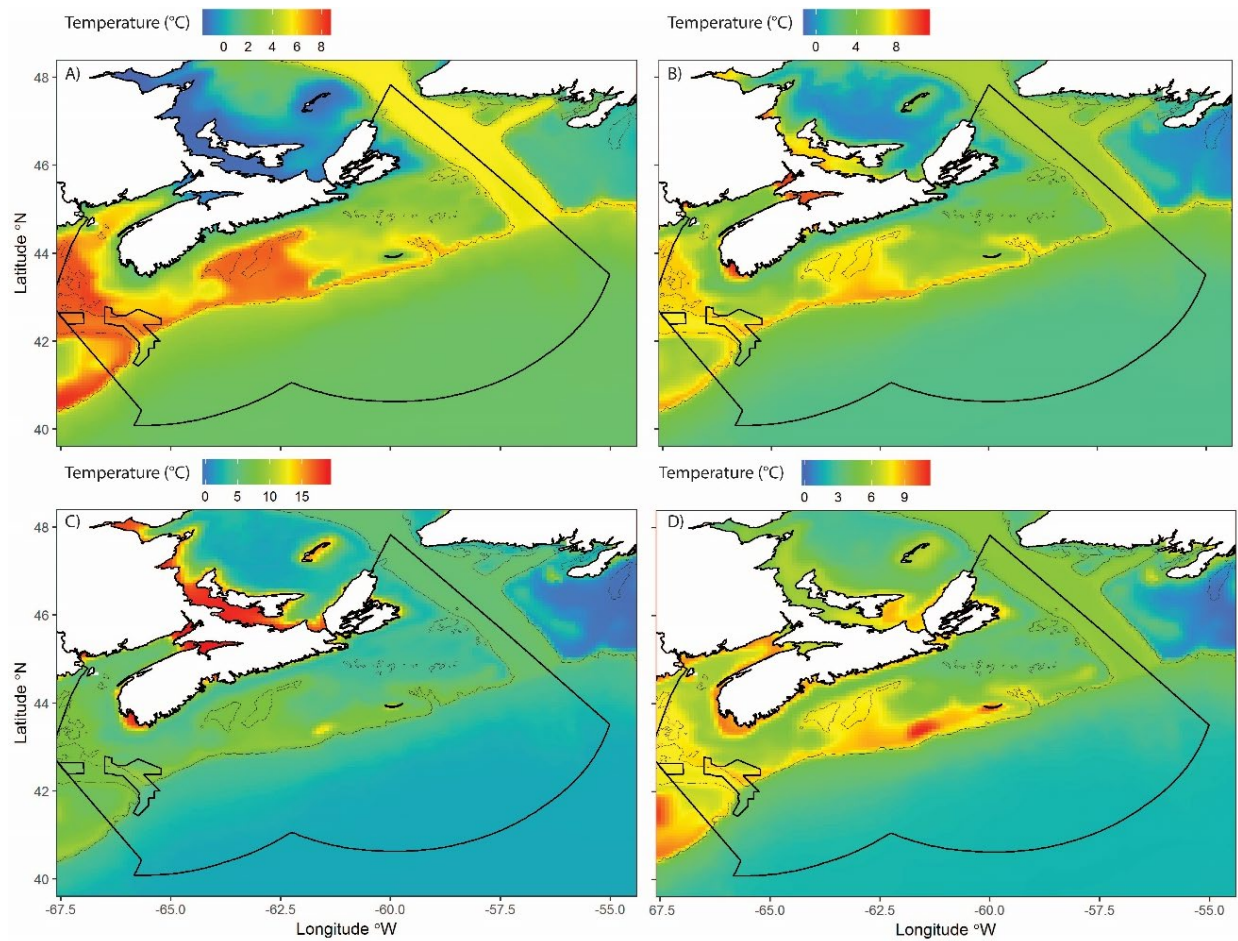 Temperature (°C)
0 2 4 6 8
Temperature (°C)
0 4 8
A)
B)
48
46
44
42
40
Latitude °N
Temperature (°C)
0 5 10 15
Temperature (°C)
0 3 6 9
C)
D)
48
46
44
42
40
Latitude °N
-67.5 -65.0 -62.5 -60.0 -57.5 -55.0
-67.5 -65.0 -62.5 -60.0 -57.5 -55.0
Longitude °W
Longitude °W